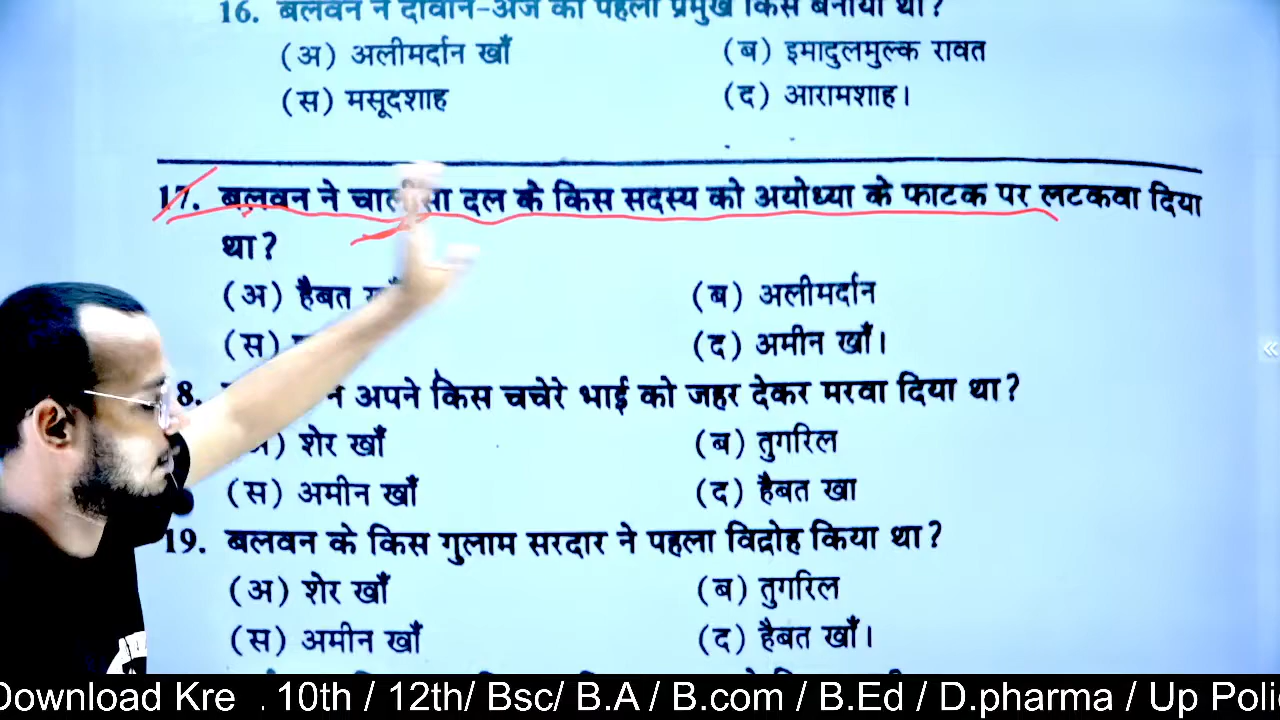 16. बलवन ने दीवान-अर्ज का पहला प्रमुख किसे बनाया था?
(अ) अलीमर्दान खाँ (ब) इमादुलमुल्क रावत
(स) मसूदशाह (द) आरामशाह।
17. बलवन ने चालीसा दल के किस सदस्य को अयोध्या के फाटक पर लटकवा दिया
था?
(अ) हैबत (ब) अलीमर्दान
(स) (द) अमीन खाँ।
8. अपने किस चचेरे भाई को जहर देकर मरवा दिया था?
) शेर खाँ (ब) तुगरिल
(स) अमीन खाँ (द) हैबत खा
19. बलवन के किस गुलाम सरदार ने पहला विद्रोह किया था?
(अ) शेर खाँ (ब) तुगरिल
(स) अमीन खाँ (द) हैबत खाँ।
Download Kre . 10th / 12th/ Bsc/ B.A / B.com / B.Ed / D.pharma / Up Poli